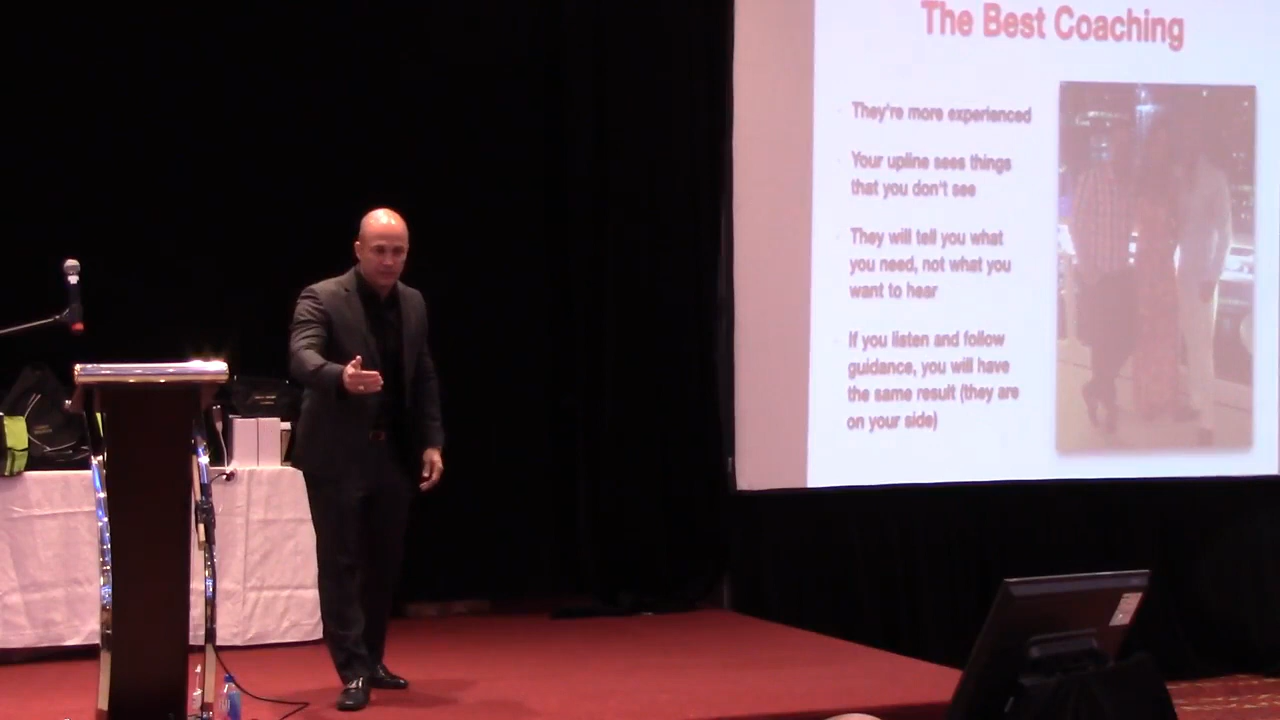 The Best Coaching
They're more experienced
Your upline sees things
that you don't see
They will tell you what
you need, not what you
want to hear
If you listen and follow
guidance, you will have
the same result (they are
on your side)